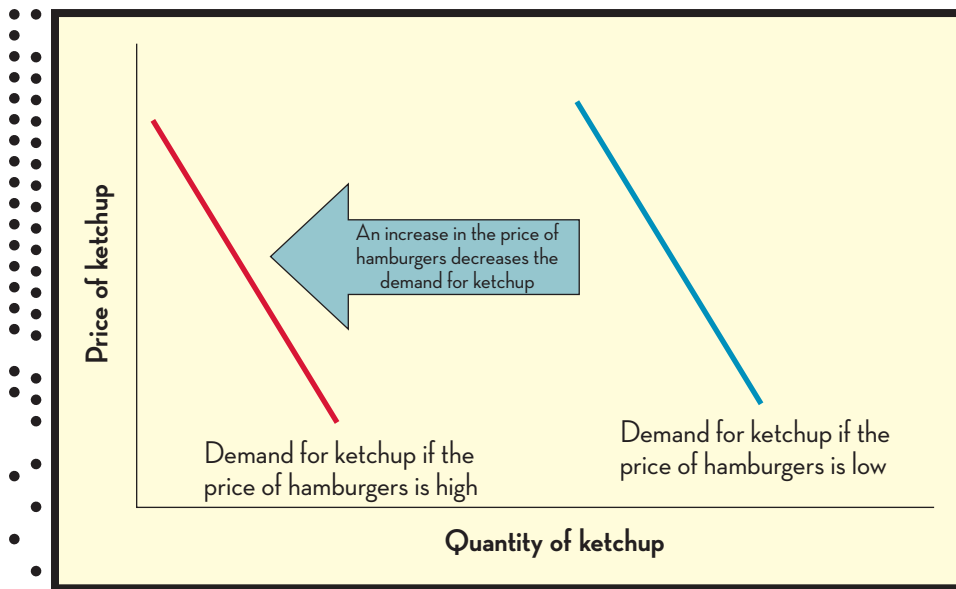 Price of ketchup
An increase in the price of
hamburgers decreases the
demand for ketchup
Demand for ketchup if the
price of hamburgers is high
Demand for ketchup if the
price of hamburgers is low
Quantity of ketchup